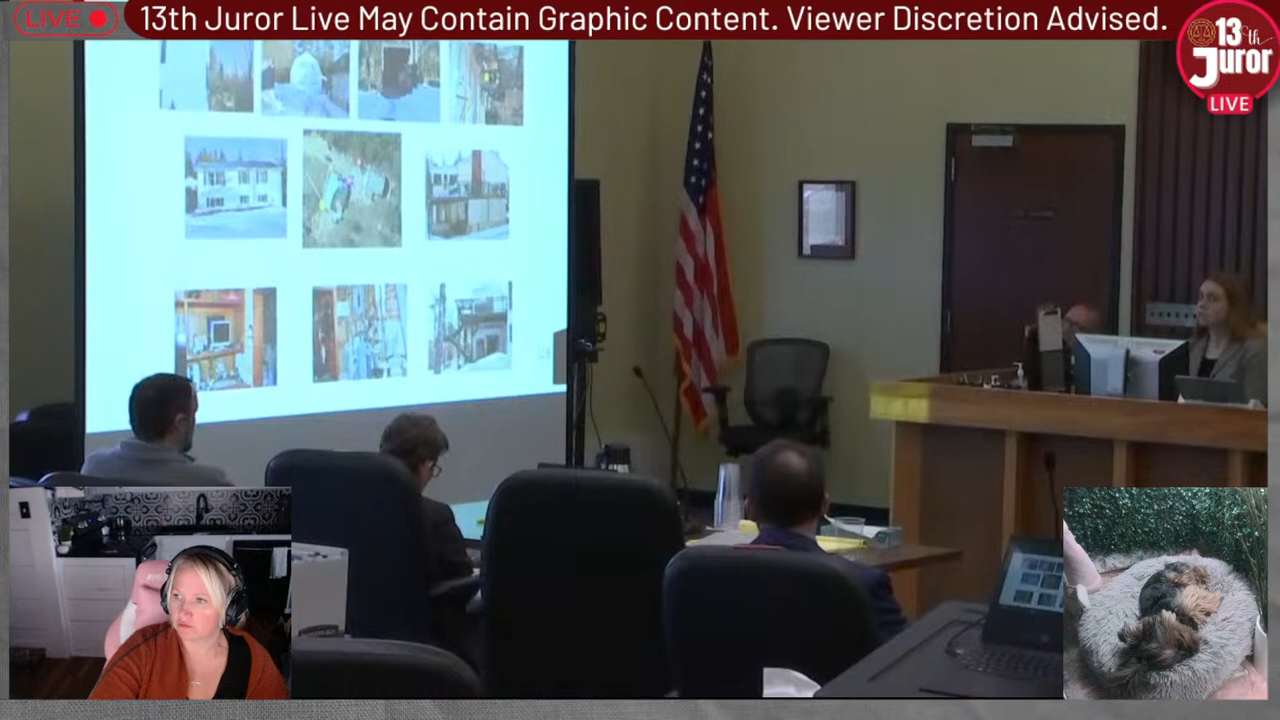 LIVE
13th Juror Live May Contain Graphic Content. Viewer Discretion Advised.
13th
Juror
LIVE